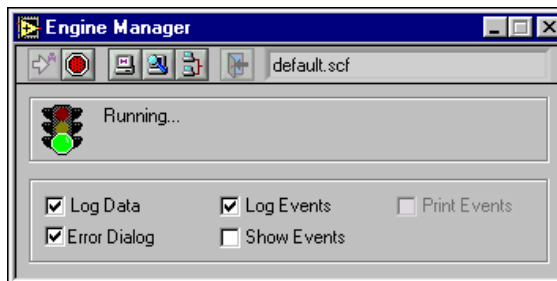 Engine Manager
default.scf
Running...
Log Data
Log Events
Print Events
Error Dialog
Show Events